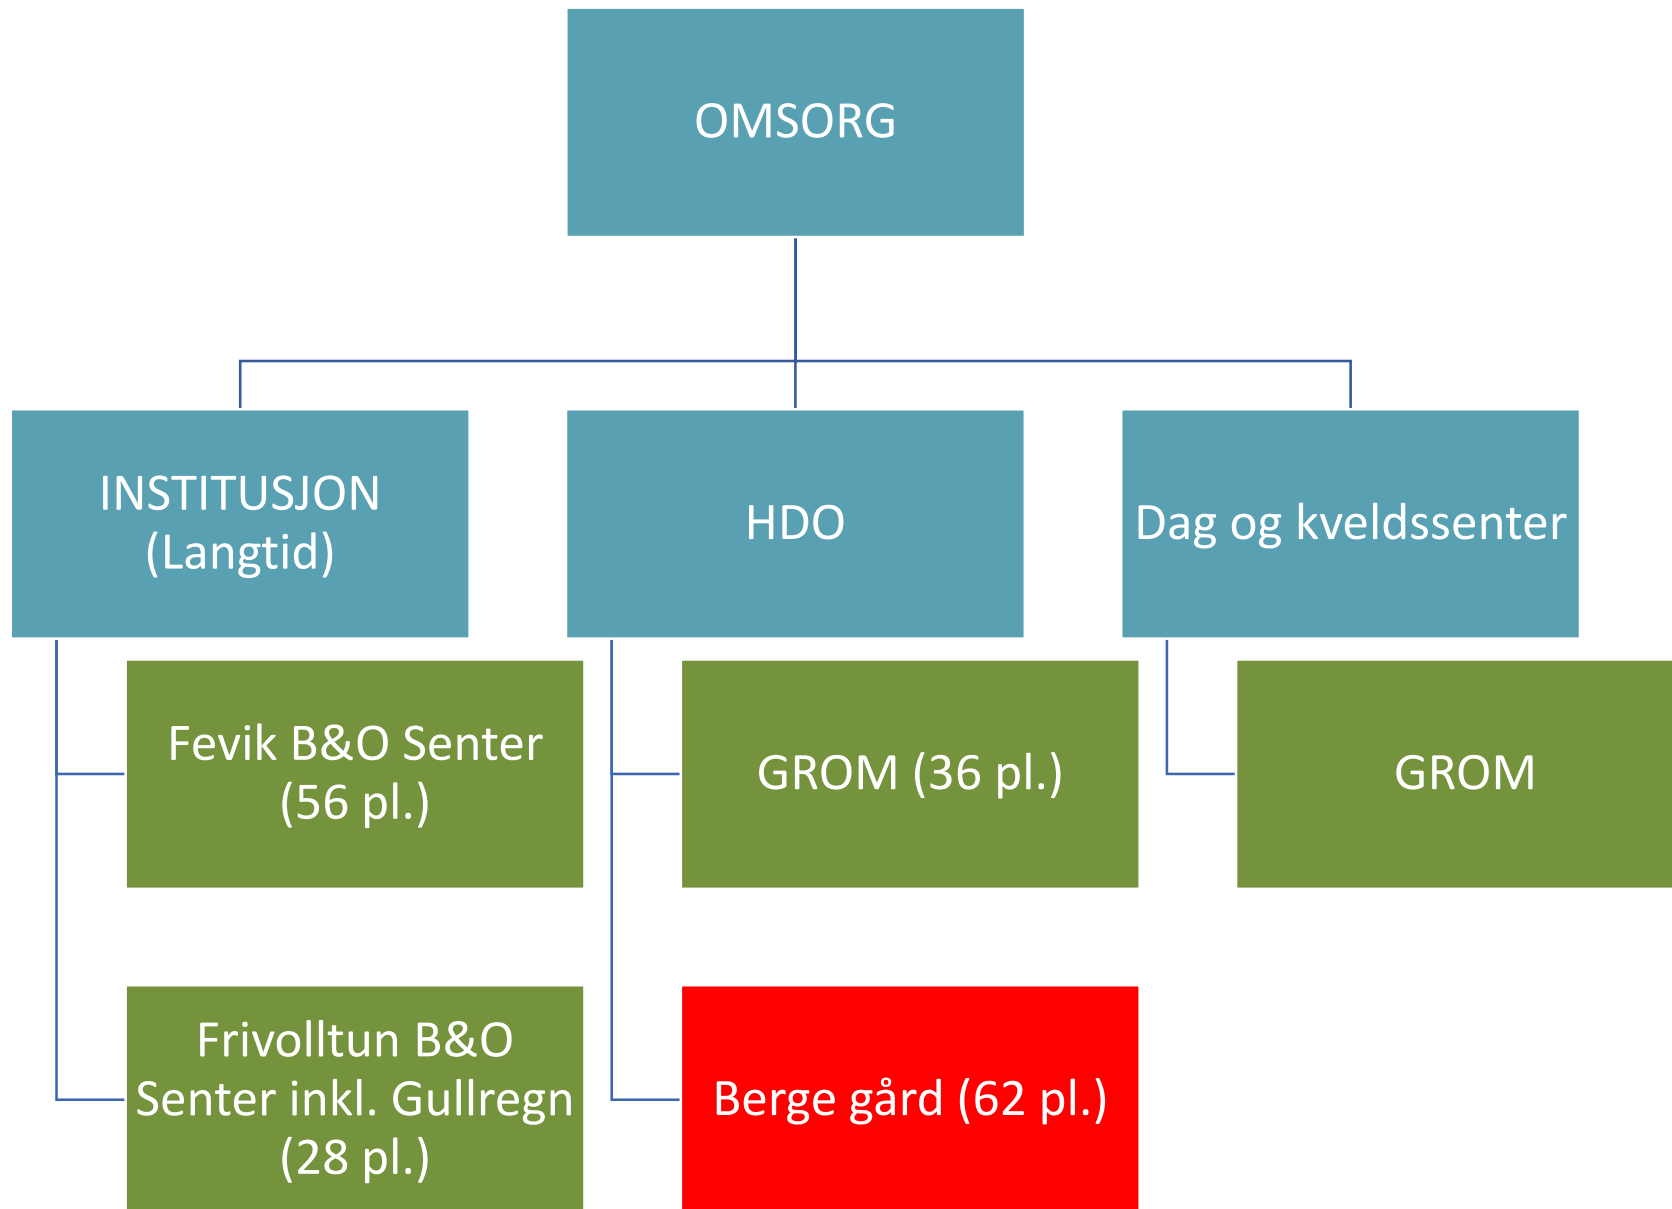 OMSORG
INSTITUSJON
(Langtid)
HDO
Dag og kveldssenter
Fevik B&O Senter
(56 pl.)
GROM (36 pl.)
GROM
Frivolltun B&O
Senter inkl. Gullregn
(28 pl.)
Berge gård (62 pl.)